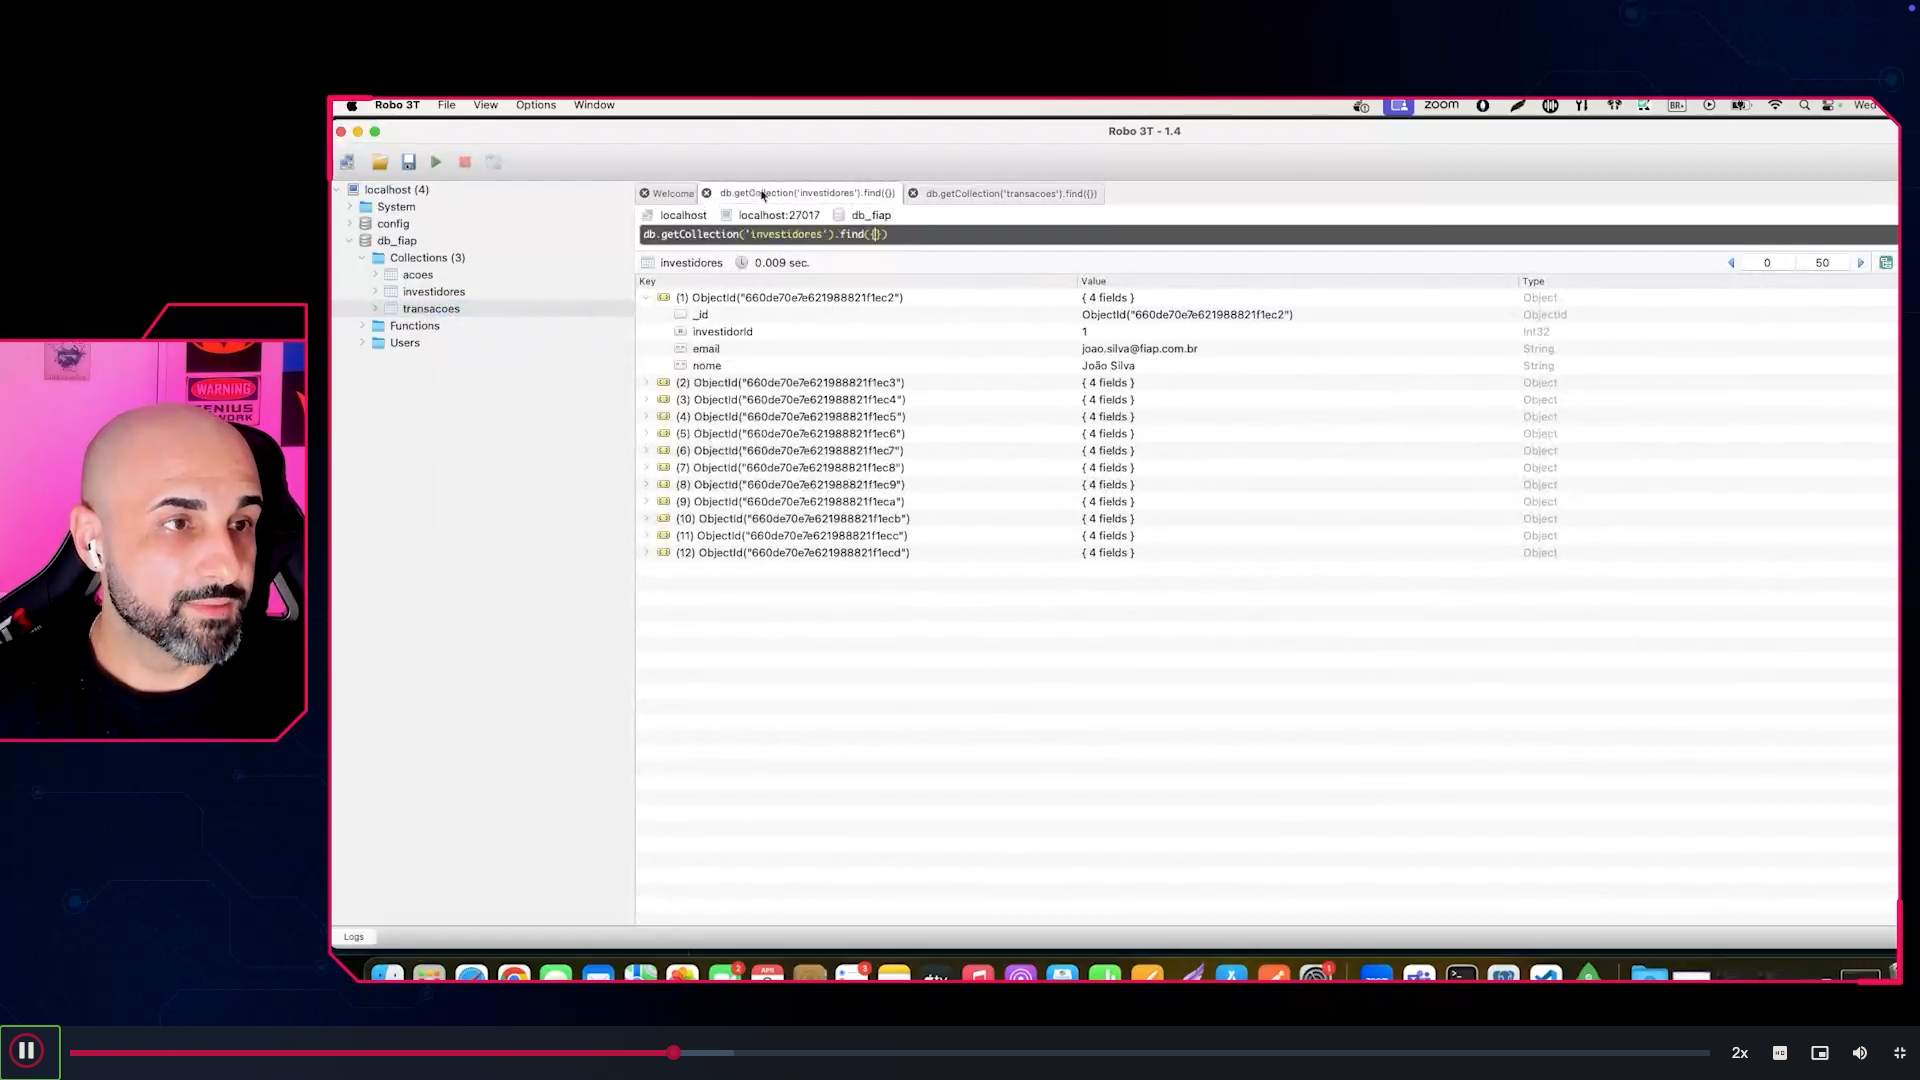 Robo 3T File View Options Window
zoom
BR
Wed
Robo 3T - 1.4
localhost (4)
System
config
db_fiap
Collections (3)
acoes
investidores
transacoes
Functions
Users
Welcome
db.getCollection('investidores').find({})
db.getCollection('transacoes').find({})
localhost localhost:27017 db_fiap
db.getCollection('investidores').find({})
investidores 0.009 sec.
0 50
Key Value Type
(1) ObjectId("660de70e7e621988821f1ec2") { 4 fields } Object
_id ObjectId("660de70e7e621988821f1ec2") ObjectId
investidorId 1 Int32
email joao.silva@fiap.com.br String
nome João Silva String
(2) ObjectId("660de70e7e621988821f1ec3") { 4 fields } Object
(3) ObjectId("660de70e7e621988821f1ec4") { 4 fields } Object
(4) ObjectId("660de70e7e621988821f1ec5") { 4 fields } Object
(5) ObjectId("660de70e7e621988821f1ec6") { 4 fields } Object
(6) ObjectId("660de70e7e621988821f1ec7") { 4 fields } Object
(7) ObjectId("660de70e7e621988821f1ec8") { 4 fields } Object
(8) ObjectId("660de70e7e621988821f1ec9") { 4 fields } Object
(9) ObjectId("660de70e7e621988821f1eca") { 4 fields } Object
(10) ObjectId("660de70e7e621988821f1ecb") { 4 fields } Object
(11) ObjectId("660de70e7e621988821f1ecc") { 4 fields } Object
(12) ObjectId("660de70e7e621988821f1ecd") { 4 fields } Object
WARNING
GENIUS
WORK
Logs
2
APR
3
1
2x
HD